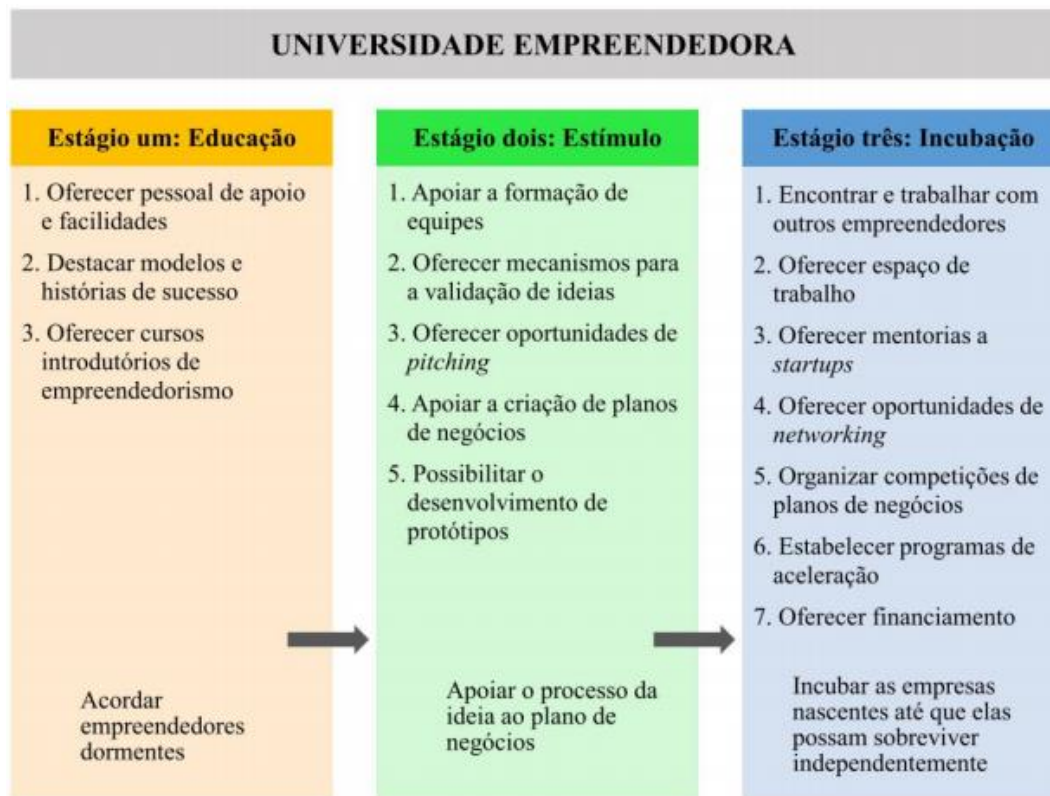 UNIVERSIDADE EMPREENDEDORA
Estágio um: Educação
1. Oferecer pessoal de apoio
e facilidades
2. Destacar modelos e
histórias de sucesso
3. Oferecer cursos
introdutórios de
empreendedorismo
Acordar
empreendedores
dormentes
Estágio dois: Estímulo
1. Apoiar a formação de
equipes
2. Oferecer mecanismos para
a validação de ideias
3. Oferecer oportunidades de
pitching
4. Apoiar a criação de planos
de negócios
5. Possibilitar o
desenvolvimento de
protótipos
Apoiar o processo da
ideia ao plano de
negócios
Estágio três: Incubação
1. Encontrar e trabalhar com
outros empreendedores
2. Oferecer espaço de
trabalho
3. Oferecer mentorias a
startups
4. Oferecer oportunidades de
networking
5. Organizar competições de
planos de negócios
6. Estabelecer programas de
aceleração
7. Oferecer financiamento
Incubar as empresas
nascentes até que elas
possam sobreviver
independentemente